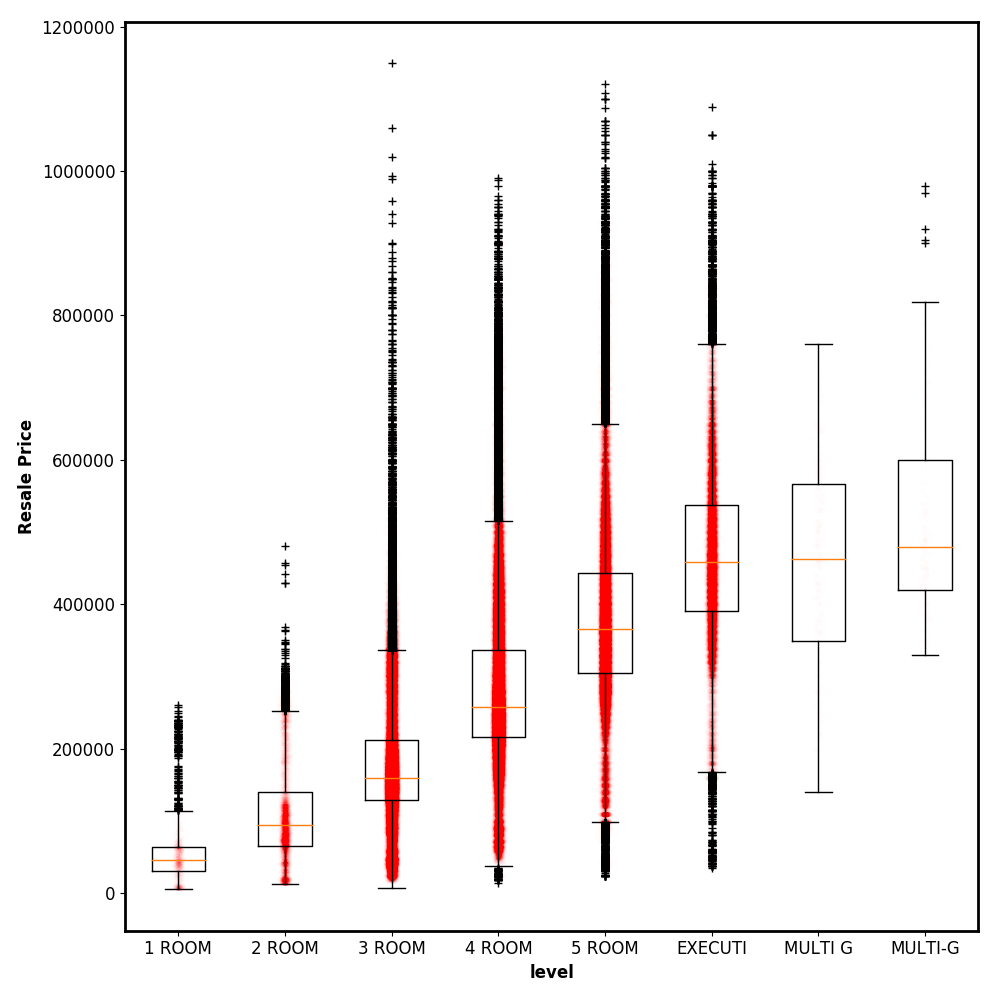 1200000
1000000
800000
600000
400000
200000
0
Resale Price
1 ROOM 2 ROOM 3 ROOM 4 ROOM 5 ROOM EXECUTI MULTI G MULTI-G
level